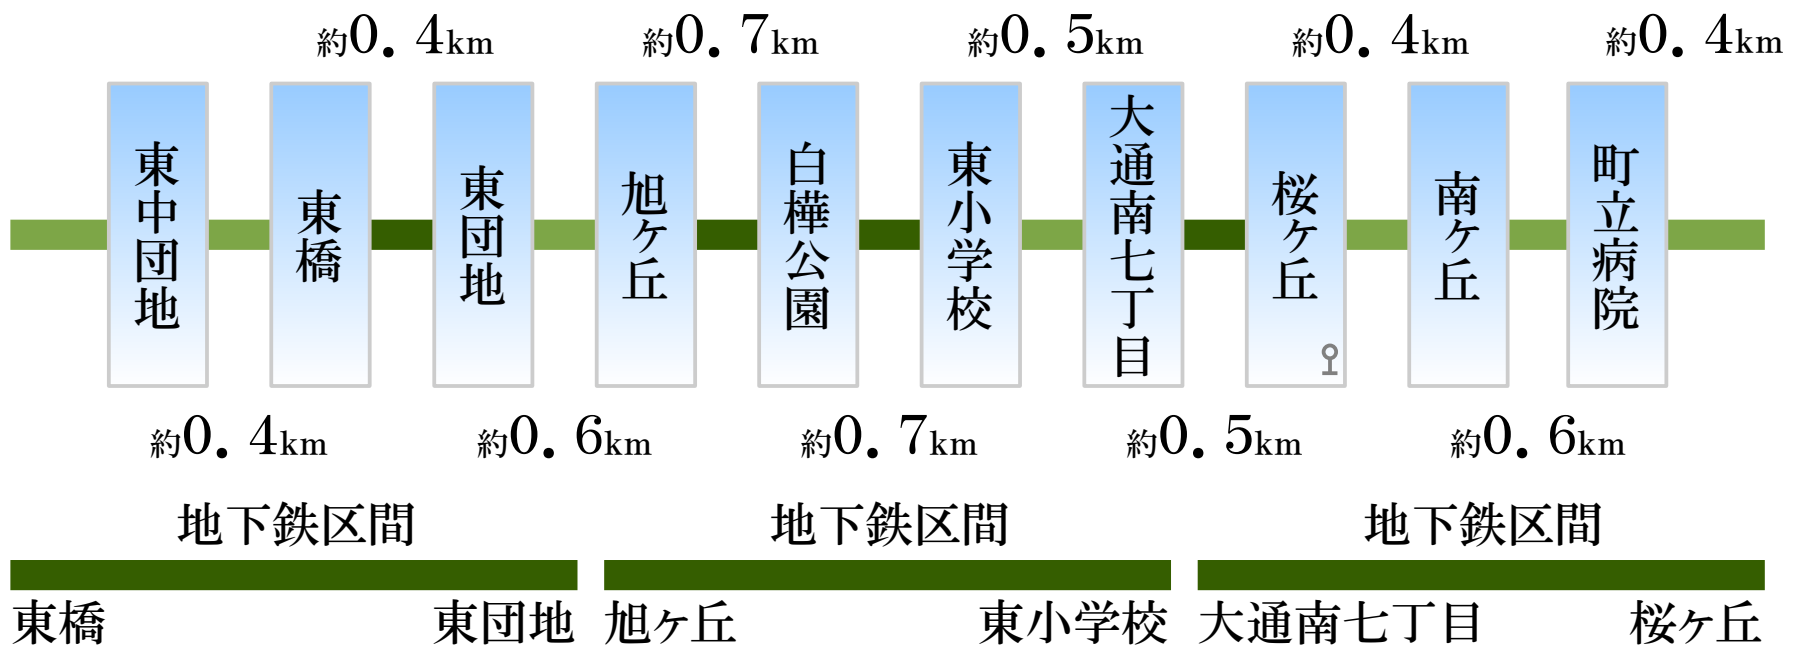 約0.4km 約0.7km 約0.5km 約0.4km 約0.4km
東中団地
東橋
東団地
旭ヶ丘
白樺公園
東小学校
大通南七丁目
桜ヶ丘
南ヶ丘
町立病院
約0.4km 約0.6km 約0.7km 約0.5km 約0.6km
地下鉄区間 地下鉄区間 地下鉄区間
東橋 東団地 旭ヶ丘 東小学校 大通南七丁目 桜ヶ丘